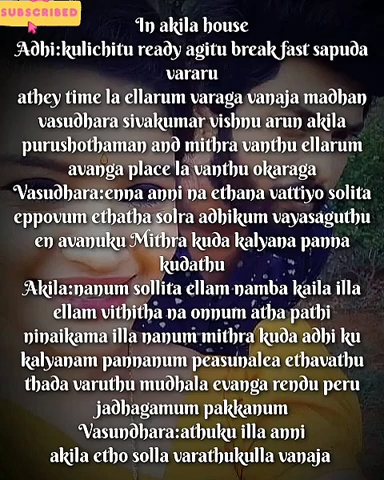 SUBSCRIBED
In akila house
Adhi:kulichitu ready agitu break fast sapuda
vararu
athey time la ellarum varaga vanaja madhan
vasudhara sivakumar vishnu arun akila
purushothaman and mithra vanthu ellarum
avanga place la vanthu okaraga
Vasudhara:enna anni na ethana vattiyo solita
eppovum ethatha solra adhikum vayasaguthu
en avanuku Mithra kuda kalyana panna
kudathu
Akila:nanum sollita ellam namba kaila illa
ellam vithitha na onnum atha pathi
ninaikama illa nanum mithra kuda adhi ku
kalyanam pannanum peasunalea ethavathu
thada varuthu mudhala evanga rendu peru
jadhagamum pakkanum
Vasundhara:athuku illa anni
akila etho solla varathukulla vanaja